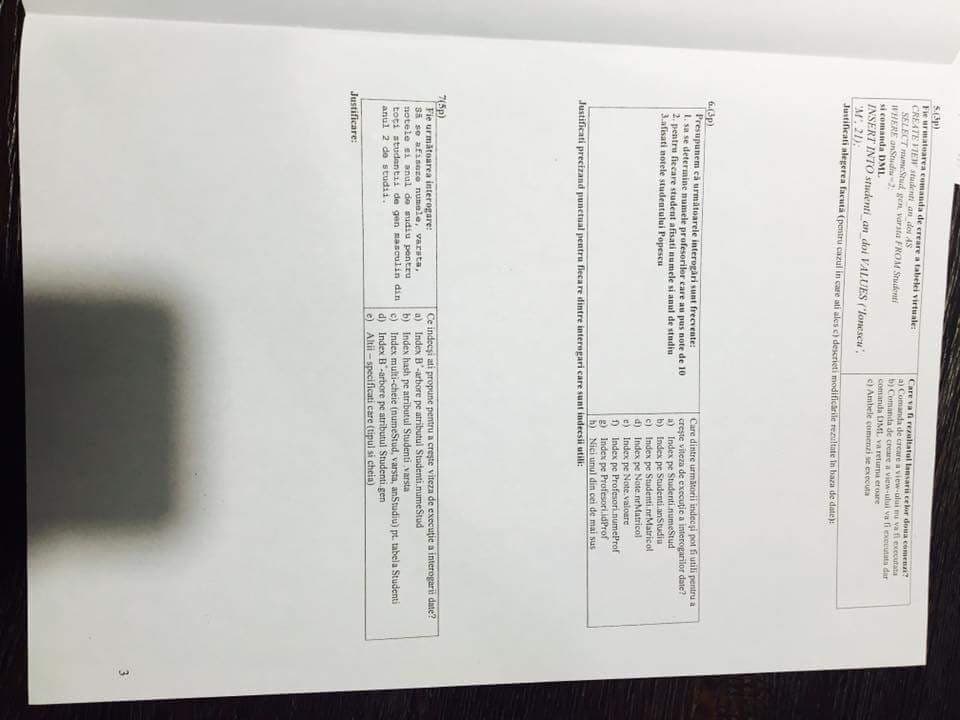 5.(3p)
Fie urmatoarea comanda de creare a tabelei virtuale:
CREATE VIEW studenti_an_doi AS
SELECT numeStud, gen, varsta FROM Studenti
WHERE anStudiu=2;
si comanda DML
INSERT INTO studenti_an_doi VALUES ('Ionescu',
'M', 21);
Care va fi rezultatul lansarii celor doua comenzi?
a) Comanda de creare a view-ului nu va fi executata
b) Comanda de creare a view-ului va fi executata dar
comanda DML va returna eroare
c) Ambele comenzi se executa
Justificati alegerea facută (pentru cazul in care ati ales c) descrieti modificările rezultate în baza de date):
6.(3p)
Presupunem că următoarele interogări sunt frecvente:
1. sa se determine numele profesorilor care au pus note de 10
2. pentru fiecare student afisati numele si anul de studiu
3.afisati notele studentului Popescu
Care dintre următorii indecși pot fi utili pentru a
crește viteza de execuție a interogarilor date?
a) Index pe Studenti.numeStud
b) Index pe Studenti.anStudiu
c) Index pe Studenti.nrMatricol
d) Index pe Note.nrMatricol
e) Index pe Note.valoare
f) Index pe Profesori.numeProf
g) Index pe Profesori.idProf
h) Nici unul din cei de mai sus
Justificati precizand punctual pentru fiecare dintre interogari care sunt indecsii utili:
7(5p)
Fie următoarea interogare:
Să se afiseze numele, varsta,
notele si anul de sudiu pentru
toți studentii de gen masculin din
anul 2 de studii.
Ce indecși ati propune pentru a crește viteza de execuție a interogarii date?
a) Index B+-arbore pe atributul Studenti.numeStud
b) Index hash pe atributul Studenti .varsta
c) Index multi-cheie (numeStud, varsta, anStudiu) pt. tabela Studenti
d) Index B+-arbore pe atributul Studenti.gen
e) Altii – specificati care (tipul si cheia)
Justificare:
3